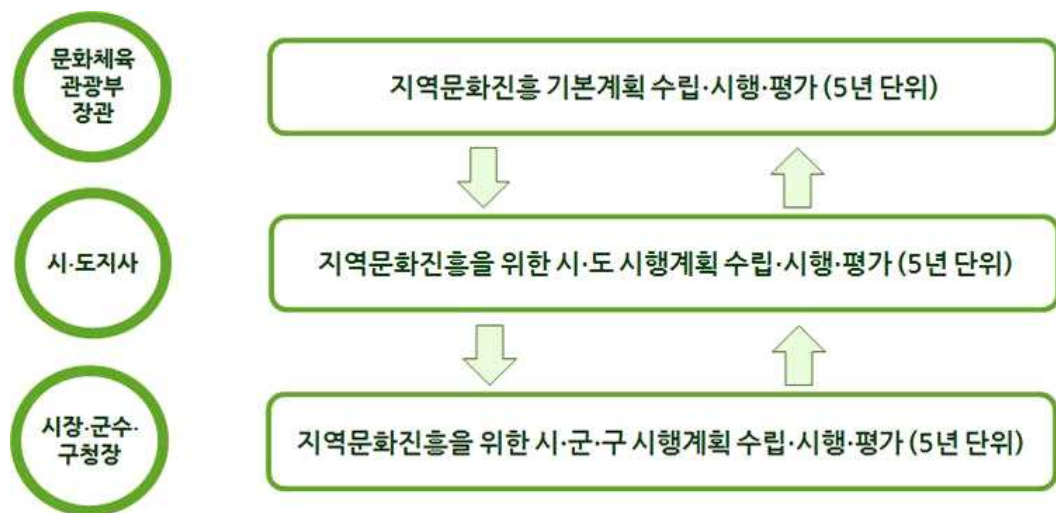 문화체육
관광부
장관
지역문화진흥 기본계획 수립·시행·평가 (5년 단위)
시·도지사
지역문화진흥을 위한 시·도 시행계획 수립·시행·평가 (5년 단위)
시장·군수·
구청장
지역문화진흥을 위한 시·군·구 시행계획 수립·시행·평가 (5년 단위)